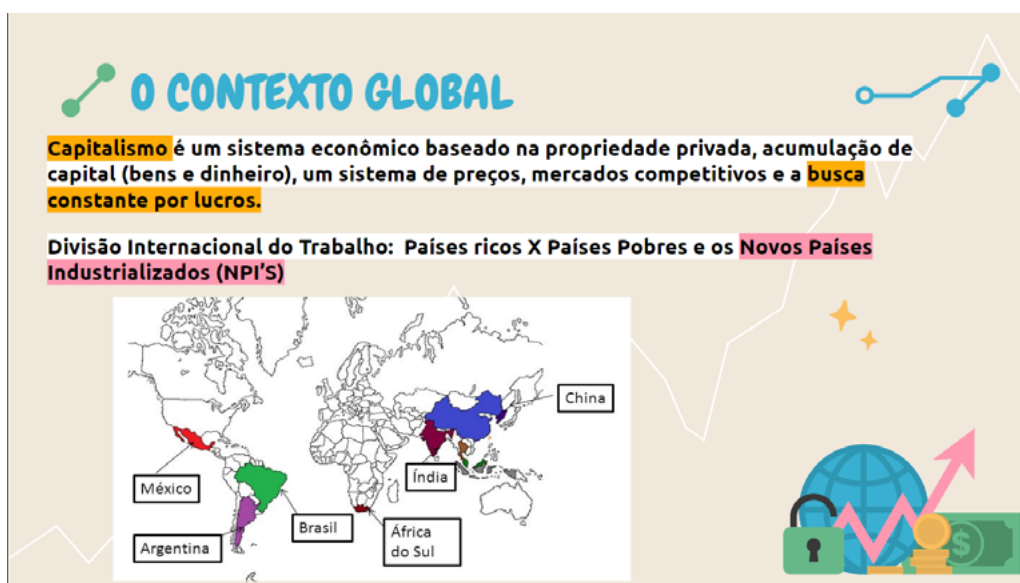 O CONTEXTO GLOBAL
Capitalismo é um sistema econômico baseado na propriedade privada, acumulação de
capital (bens e dinheiro), um sistema de preços, mercados competitivos e a busca
constante por lucros.
Divisão Internacional do Trabalho: Países ricos X Países Pobres e os Novos Países
Industrializados (NPI'S)
China
Índia
México
Brasil
África
do Sul
Argentina
$